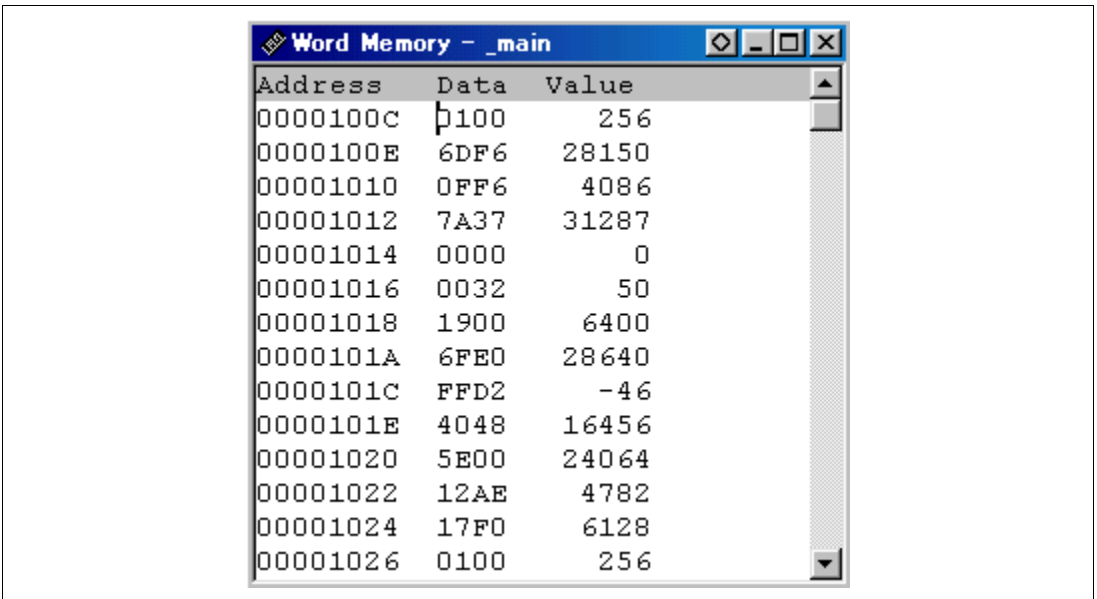 Word Memory - _main
Address Data Value
0000100C 0100 256
0000100E 6DF6 28150
00001010 0FF6 4086
00001012 7A37 31287
00001014 0000 0
00001016 0032 50
00001018 1900 6400
0000101A 6FE0 28640
0000101C FFD2 -46
0000101E 4048 16456
00001020 5E00 24064
00001022 12AE 4782
00001024 17F0 6128
00001026 0100 256